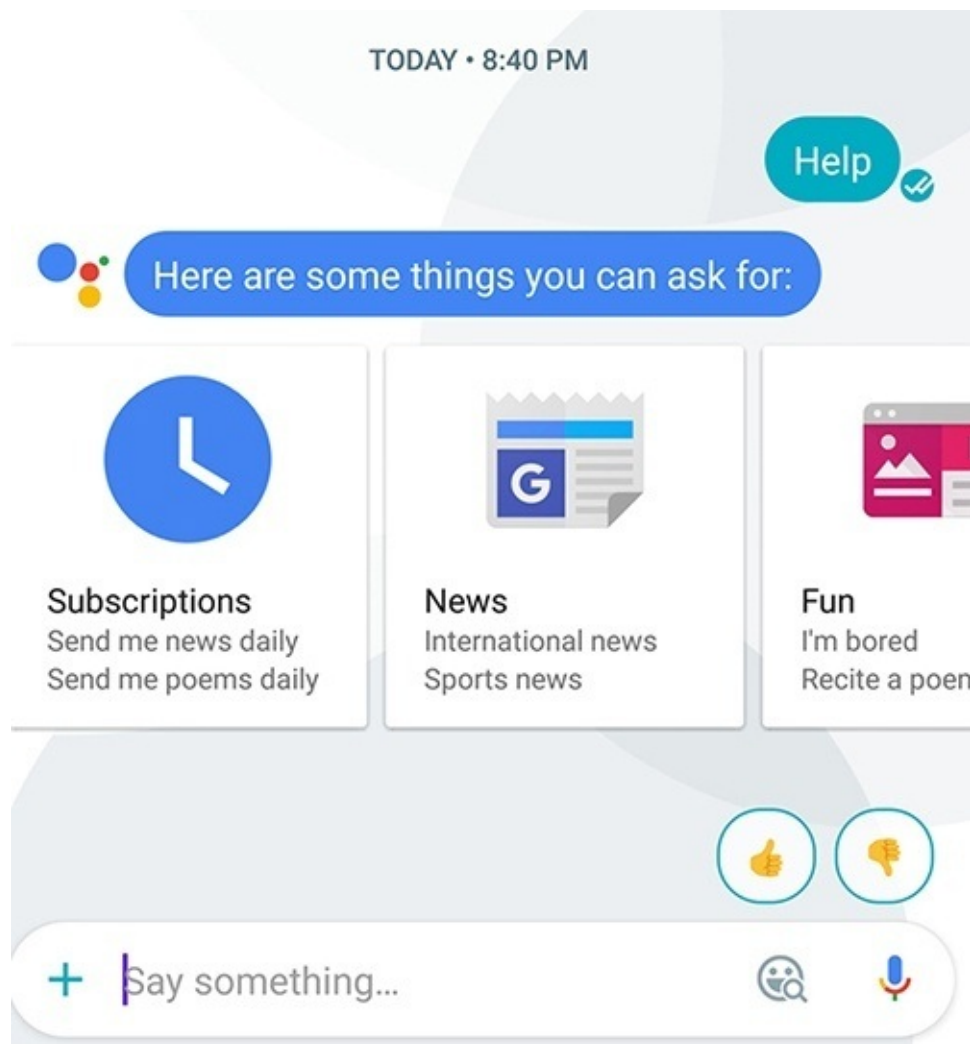 TODAY • 8:40 PM
Help
Here are some things you can ask for:
Subscriptions
Send me news daily
Send me poems daily
G
News
International news
Sports news
Fun
I'm bored
Recite a
Say something...